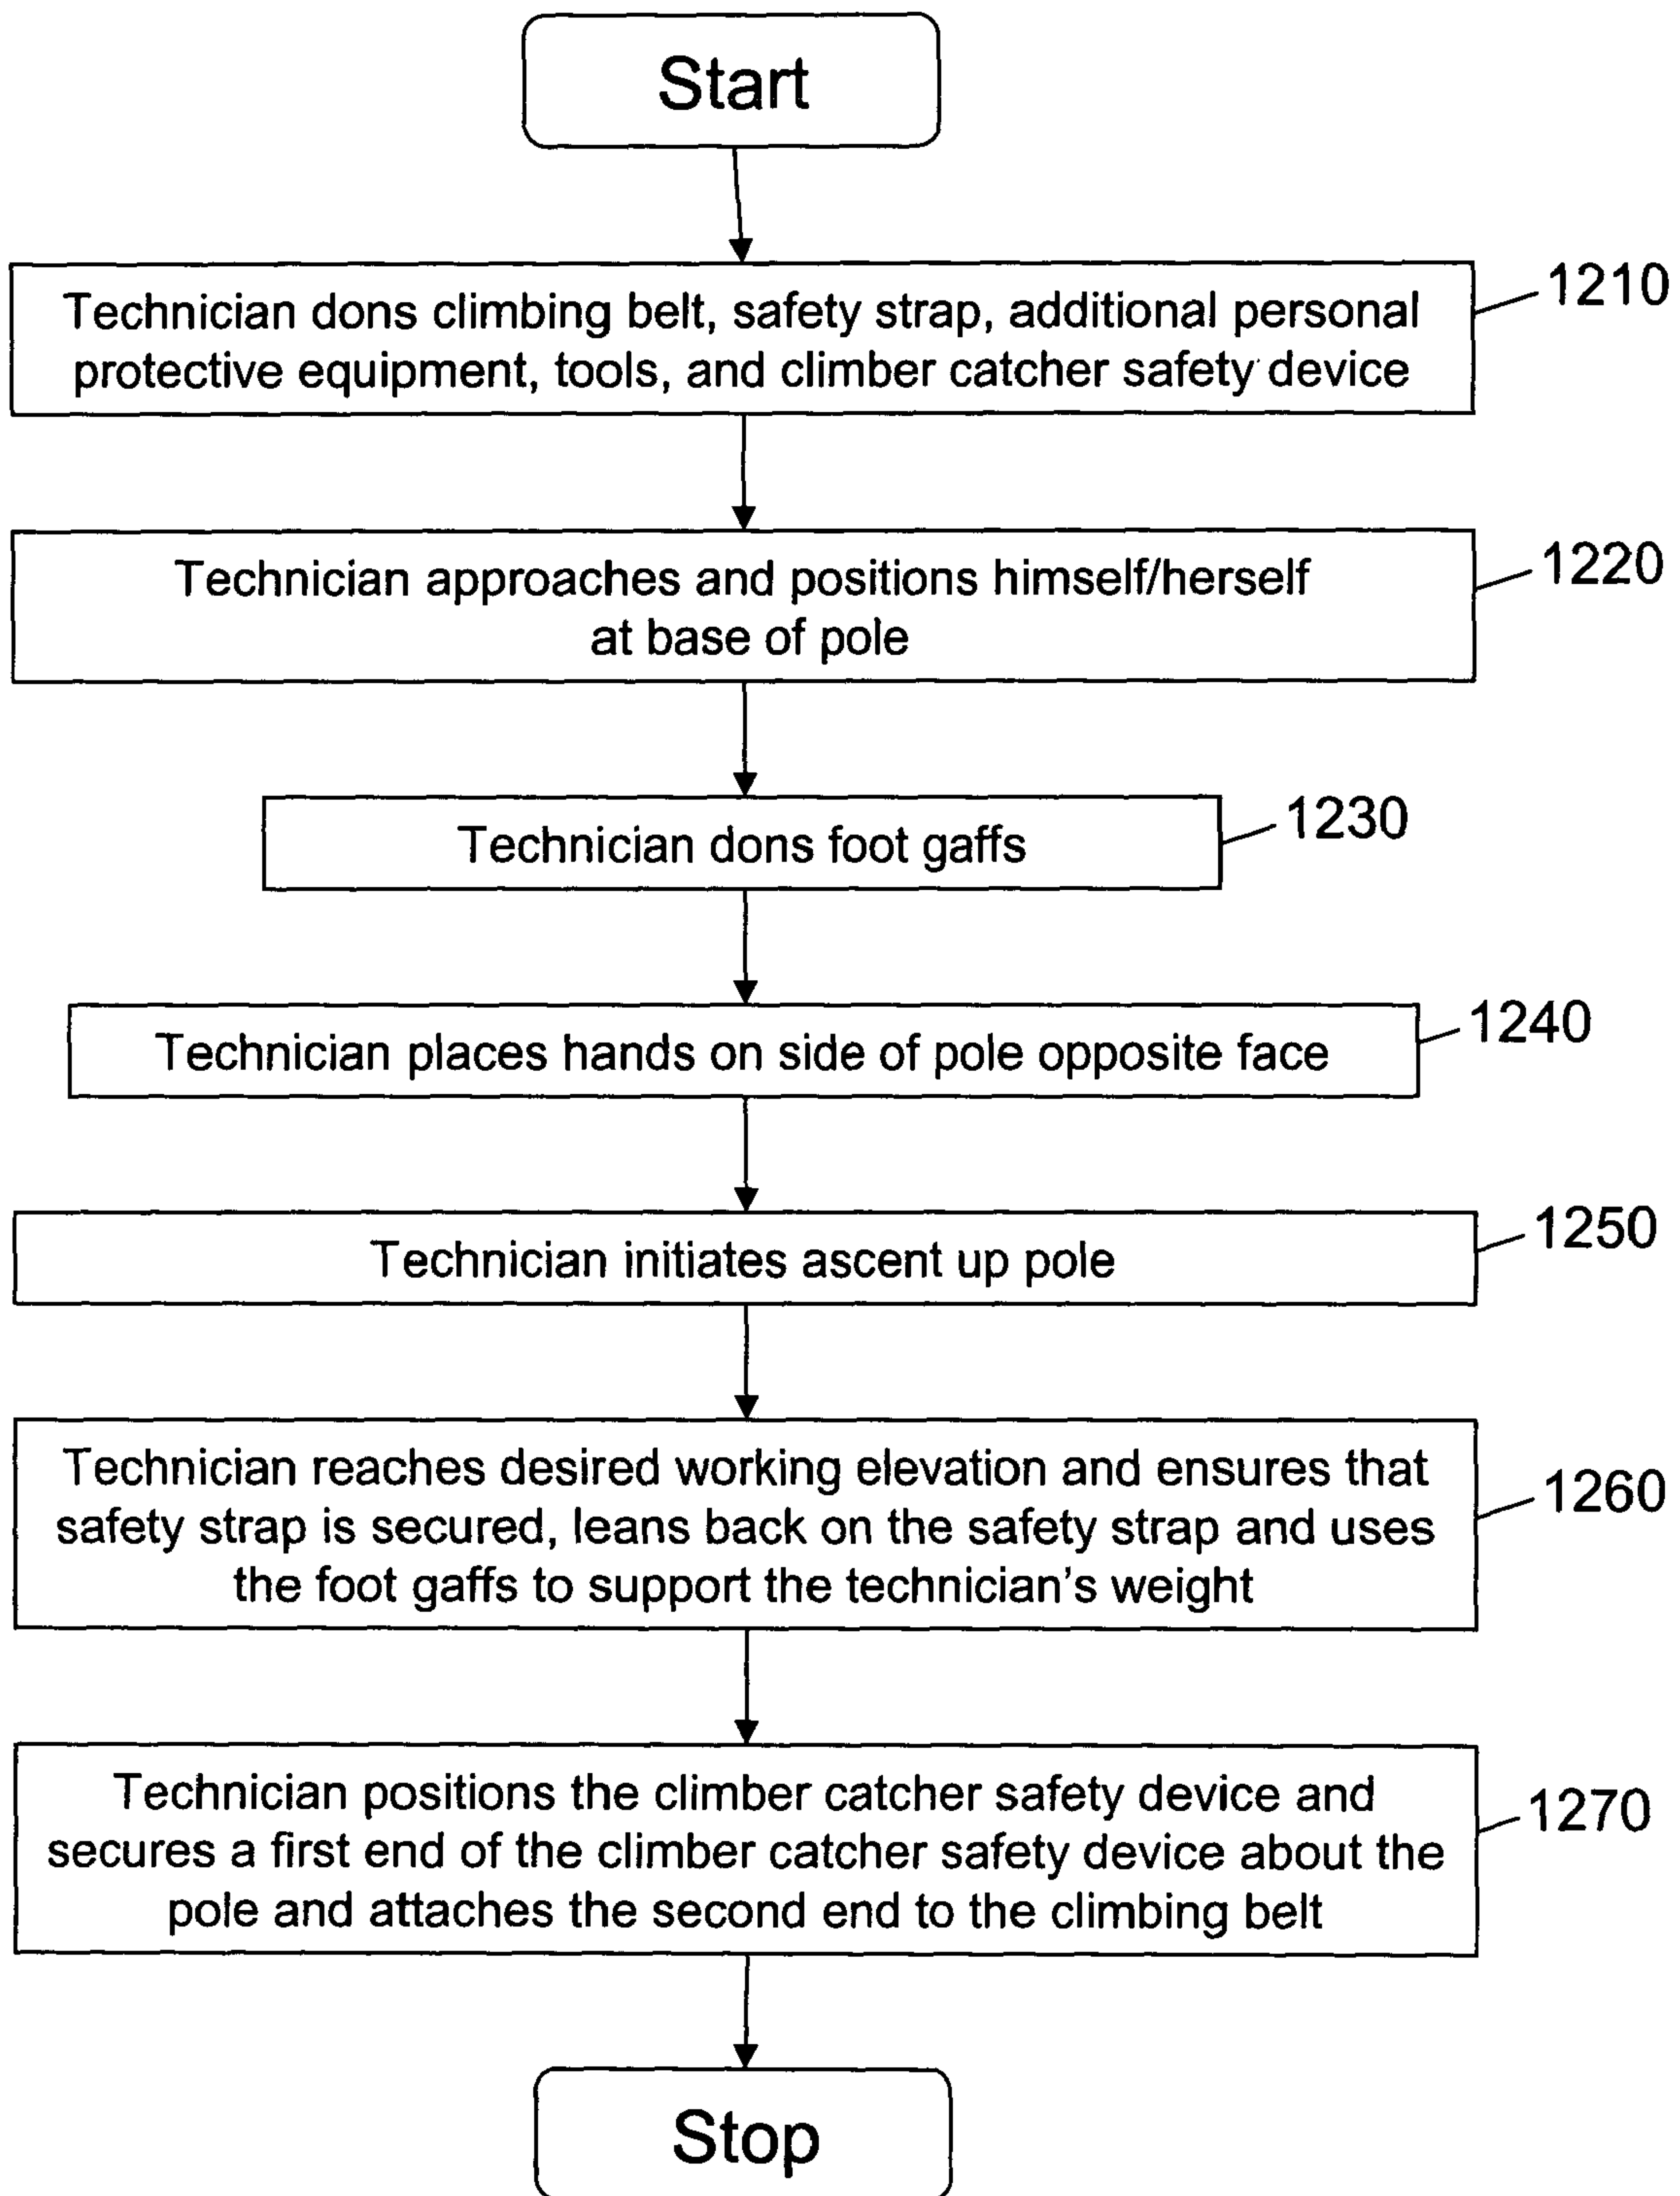 Start
Technician dons climbing belt, safety strap, additional personal
protective equipment, tools, and climber catcher safety device
1210
Technician approaches and positions himself/herself
at base of pole
1220
Technician dons foot gaffs
1230
Technician places hands on side of pole opposite face
1240
Technician initiates ascent up pole
1250
Technician reaches desired working elevation and ensures that
safety strap is secured, leans back on the safety strap and uses
the foot gaffs to support the technician's weight
1260
Technician positions the climber catcher safety device and
secures a first end of the climber catcher safety device about the
pole and attaches the second end to the climbing belt
1270
Stop